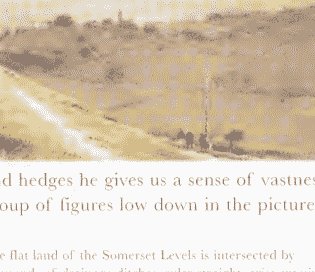 d hedges he gives us a sense of vastne
oup of figures low down in the picture
e flat land of the Somerset Levels is intersected by